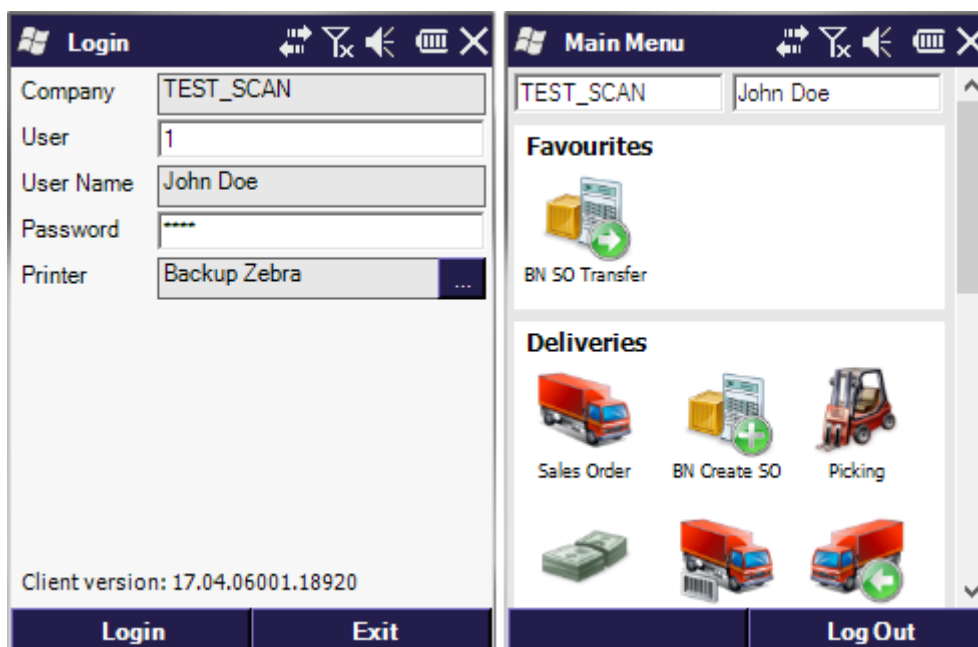 Login
Company TEST_SCAN
User 1
User Name John Doe
Password ****
Printer Backup Zebra ...
Client version: 17.04.06001.18920
Login Exit
Main Menu
TEST_SCAN John Doe
Favourites
BN SO Transfer
Deliveries
Sales Order BN Create SO Picking
Log Out